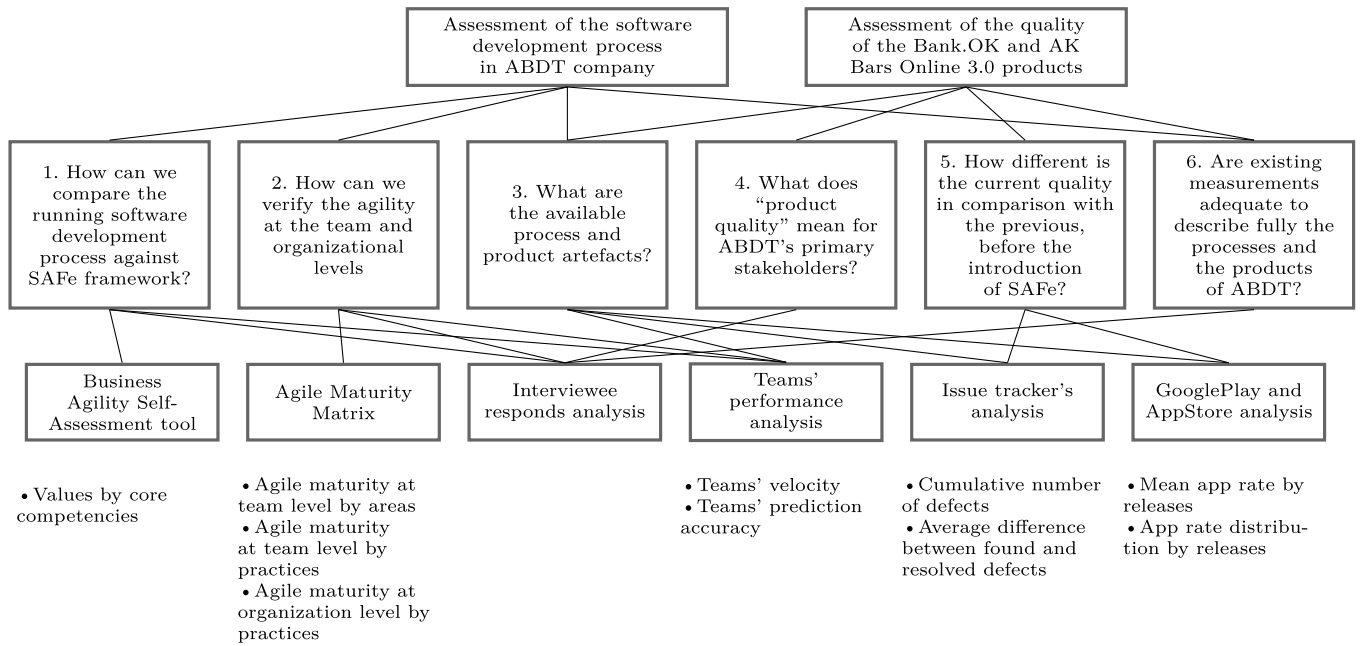 Assessment of the software
development process
in ABDT company
Assessment of the quality
of the Bank.OK and AK
Bars Online 3.0 products
1. How can we
compare the
running software
development
process against
SAFe framework?
2. How can we
verify the agility
at the team and
organizational
levels
3. What are
the available
process and
product artefacts?
4. What does
“product
quality” mean for
ABDT’s primary
stakeholders?
5. How different is
the current quality
in comparison with
the previous,
before the
introduction
of SAFe?
6. Are existing
measurements
adequate to
describe fully the
processes and
the products
of ABDT?
Business
Agility Self-
Assessment tool
Agile Maturity
Matrix
Interviewee
responds analysis
Teams’
performance
analysis
Issue tracker’s
analysis
GooglePlay and
AppStore analysis
• Values by core
competencies
• Agile maturity at
team level by areas
• Agile maturity
at team level by
practices
• Agile maturity at
organization level by
practices
• Teams’ velocity
• Teams’ prediction
accuracy
• Cumulative number
of defects
• Average difference
between found and
resolved defects
• Mean app rate by
releases
• App rate distribu-
tion by releases